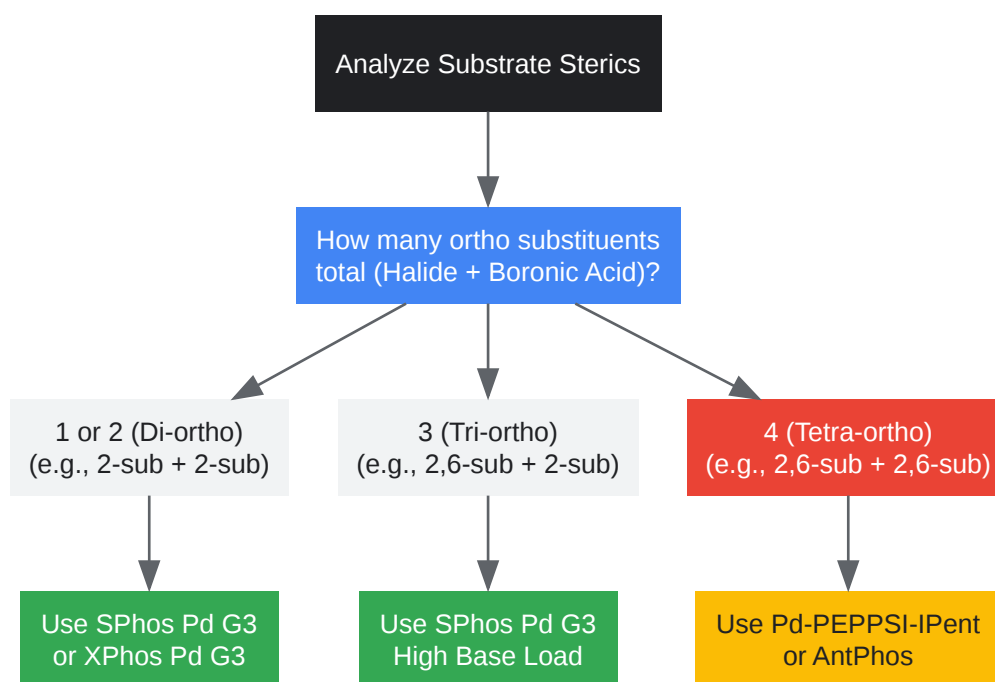 Analyze Substrate Sterics
How many ortho substituents
total (Halide + Boronic Acid)?
1 or 2 (Di-ortho)
(e.g., 2-sub + 2-sub)
3 (Tri-ortho)
(e.g., 2,6-sub + 2-sub)
4 (Tetra-ortho)
(e.g., 2,6-sub + 2,6-sub)
Use SPhos Pd G3
or XPhos Pd G3
Use SPhos Pd G3
High Base Load
Use Pd-PEPPSI-IPent
or AntPhos